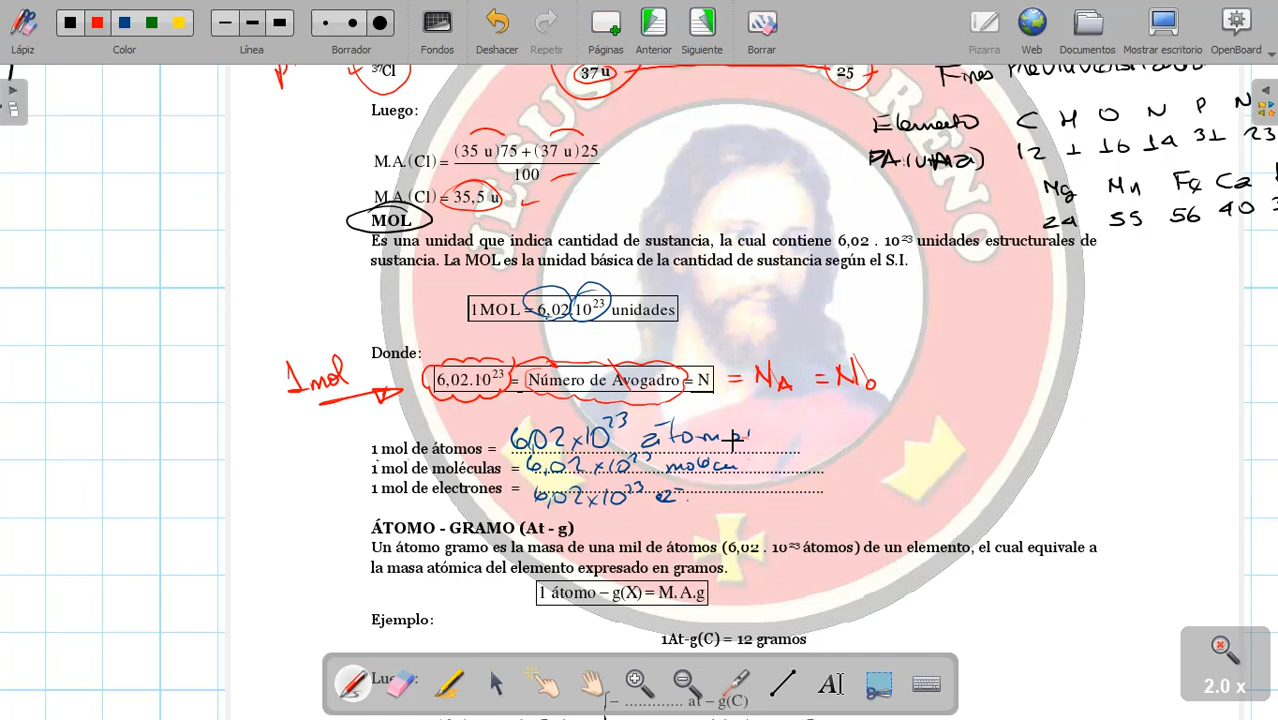 Lápiz Color Línea Borrador Fondos Deshacer Repetir Páginas Anterior Siguiente Borrar Pizarra Web Documentos Mostrar escritorio OpenBoard
37Cl 37 u 25
Luego:
M.A.(Cl) = (35 u)75 + (37 u)25 / 100
M.A.(Cl) = 35,5 u
Elemento C H O N P N
P.A.(uma) 12 1 16 14 31 23
Mg Mn Fe Ca
24 55 56 40
MOL
Es una unidad que indica cantidad de sustancia, la cual contiene 6,02 . 10²³ unidades estructurales de
sustancia. La MOL es la unidad básica de la cantidad de sustancia según el S.I.
1 MOL = 6,02.10²³ unidades
Donde:
1 mol 6,02.10²³ = Número de Avogadro = N = N_A = N_0
1 mol de átomos = 6,02 x 10²³ átomos
1 mol de moléculas = 6,02 x 10²³ molécu
1 mol de electrones = 6,02 x 10²³ e⁻
ÁTOMO - GRAMO (At - g)
Un átomo gramo es la masa de una mil de átomos (6,02 . 10²³ átomos) de un elemento, el cual equivale a
la masa atómica del elemento expresado en gramos.
1 átomo – g(X) = M.A.g
Ejemplo:
1At-g(C) = 12 gramos
............. at – g(C)
JESUS NAZARENO
2.0 x